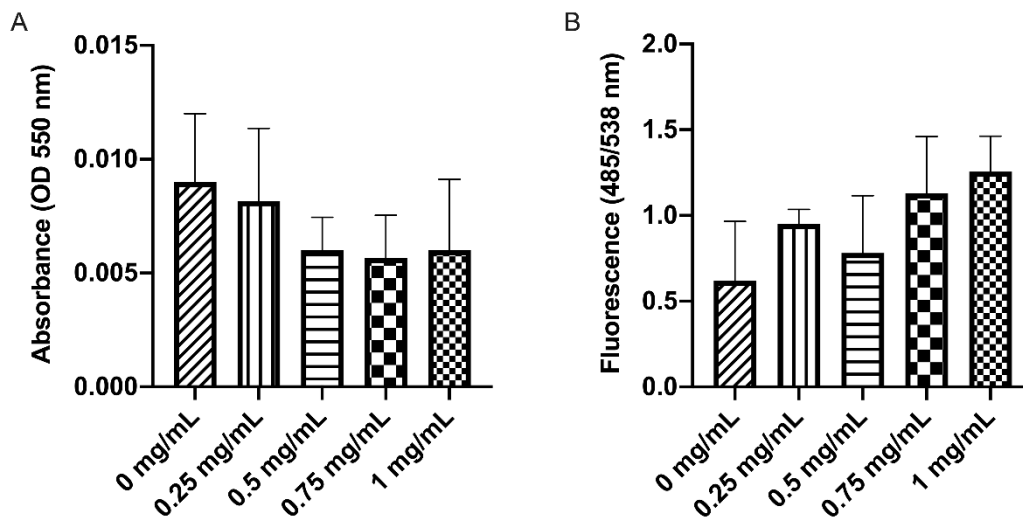 A
Absorbance (OD 550 nm)
0.015
0.010
0.005
0.000
0 mg/mL
0.25 mg/mL
0.5 mg/mL
0.75 mg/mL
1 mg/mL
B
Fluorescence (485/538 nm)
2.0
1.5
1.0
0.5
0.0
0 mg/mL
0.25 mg/mL
0.5 mg/mL
0.75 mg/mL
1 mg/mL